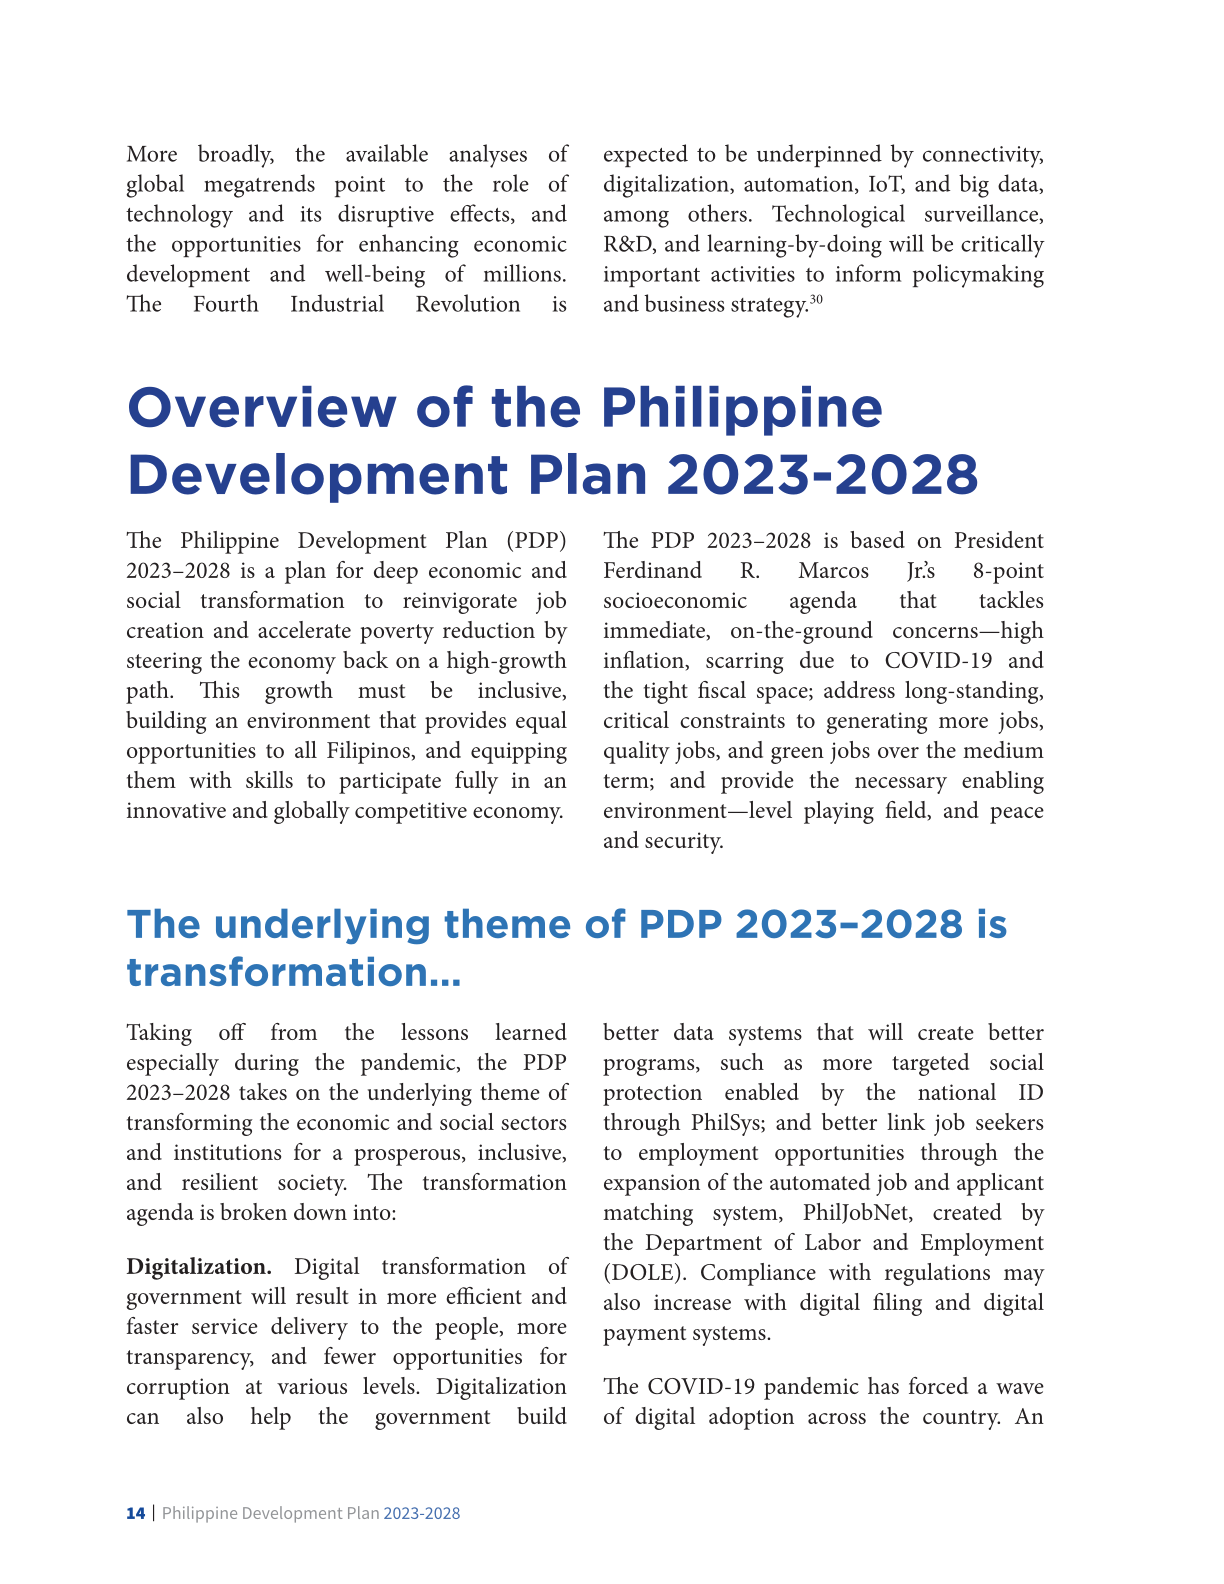 More broadly, the available analyses of
global megatrends point to the role of
technology and its disruptive effects, and
the opportunities for enhancing economic
development and well-being of millions.
The Fourth Industrial Revolution is
expected to be underpinned by connectivity,
digitalization, automation, IoT, and big data,
among others. Technological surveillance,
R&D, and learning-by-doing will be critically
important activities to inform policymaking
and business strategy.30
Overview of the Philippine
Development Plan 2023-2028
The Philippine Development Plan (PDP)
2023–2028 is a plan for deep economic and
social transformation to reinvigorate job
creation and accelerate poverty reduction by
steering the economy back on a high-growth
path. This growth must be inclusive,
building an environment that provides equal
opportunities to all Filipinos, and equipping
them with skills to participate fully in an
innovative and globally competitive economy.
The PDP 2023–2028 is based on President
Ferdinand R. Marcos Jr.’s 8-point
socioeconomic agenda that tackles
immediate, on-the-ground concerns—high
inflation, scarring due to COVID-19 and
the tight fiscal space; address long-standing,
critical constraints to generating more jobs,
quality jobs, and green jobs over the medium
term; and provide the necessary enabling
environment—level playing field, and peace
and security.
The underlying theme of PDP 2023–2028 is
transformation...
Taking off from the lessons learned
especially during the pandemic, the PDP
2023–2028 takes on the underlying theme of
transforming the economic and social sectors
and institutions for a prosperous, inclusive,
and resilient society. The transformation
agenda is broken down into:
Digitalization. Digital transformation of
government will result in more efficient and
faster service delivery to the people, more
transparency, and fewer opportunities for
corruption at various levels. Digitalization
can also help the government build
better data systems that will create better
programs, such as more targeted social
protection enabled by the national ID
through PhilSys; and better link job seekers
to employment opportunities through the
expansion of the automated job and applicant
matching system, PhilJobNet, created by
the Department of Labor and Employment
(DOLE). Compliance with regulations may
also increase with digital filing and digital
payment systems.
The COVID-19 pandemic has forced a wave
of digital adoption across the country. An
14 | Philippine Development Plan 2023-2028